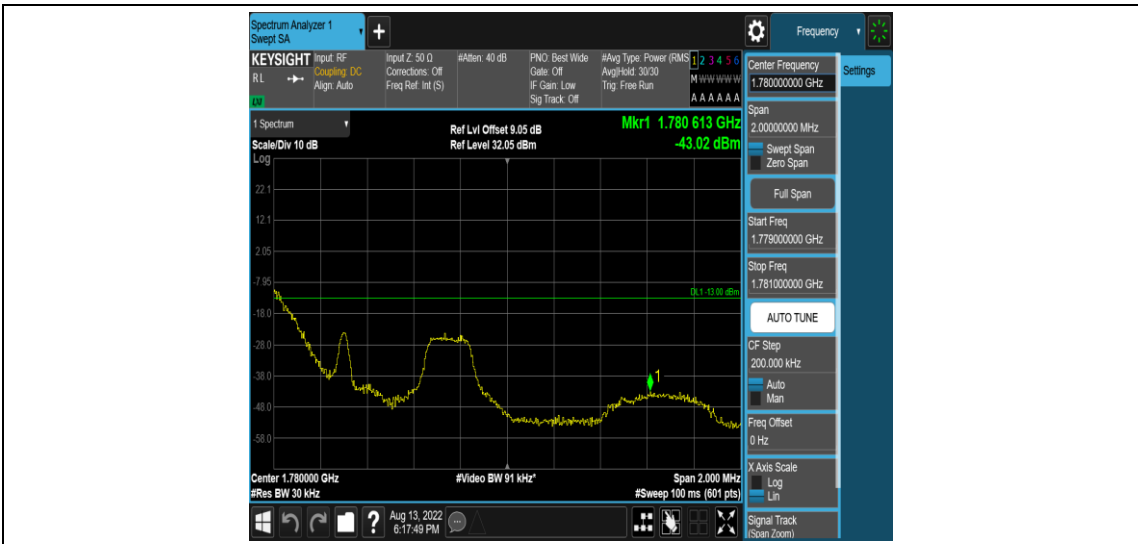 Spectrum Analyzer 1
Swept SA
+
Frequency
KEYSIGHT
RL
LXI
Input: RF
Coupling: DC
Align: Auto
Input Z: 50 Ω
Corrections: Off
Freq Ref: Int (S)
#Atten: 40 dB
PNO: Best Wide
Gate: Off
IF Gain: Low
Sig Track: Off
#Avg Type: Power (RMS
Avg|Hold: 30/30
Trig: Free Run
1 2 3 4 5 6
M W W W W W
A A A A A A
1 Spectrum
Scale/Div 10 dB
Log
Ref Lvl Offset 9.05 dB
Ref Level 32.05 dBm
Mkr1 1.780 613 GHz
-43.02 dBm
22.1
12.1
2.05
-7.95
DL1 -13.00 dBm
-18.0
-28.0
-38.0
1
-48.0
-58.0
Center 1.780000 GHz
#Res BW 30 kHz
#Video BW 91 kHz*
Span 2.000 MHz
#Sweep 100 ms (601 pts)
?
Aug 13, 2022
6:17:49 PM
Center Frequency
1.780000000 GHz
Settings
Span
2.00000000 MHz
Swept Span
Zero Span
Full Span
Start Freq
1.779000000 GHz
Stop Freq
1.781000000 GHz
AUTO TUNE
CF Step
200.000 kHz
Auto
Man
Freq Offset
0 Hz
X Axis Scale
Log
Lin
Signal Track
(Span Zoom)